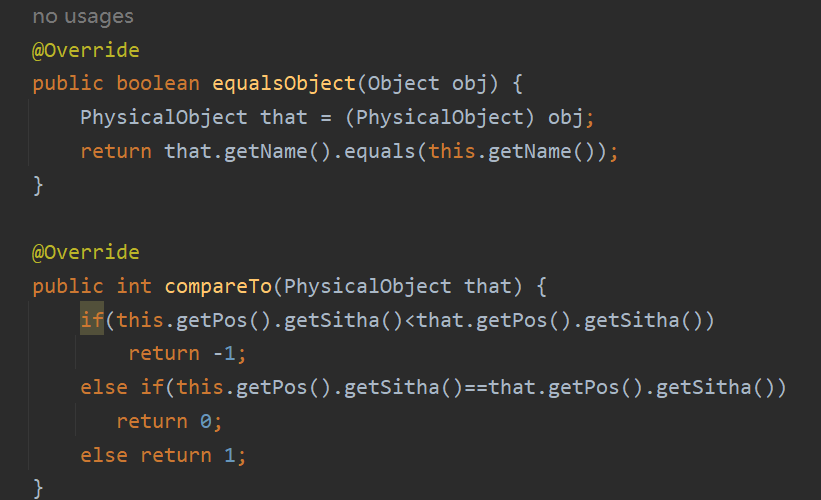 no usages
@Override
public boolean equalsObject(Object obj) {
    PhysicalObject that = (PhysicalObject) obj;
    return that.getName().equals(this.getName());
}
@Override
public int compareTo(PhysicalObject that) {
    if(this.getPos().getSitha()<that.getPos().getSitha())
        return -1;
    else if(this.getPos().getSitha()==that.getPos().getSitha())
       return 0;
    else return 1;
}